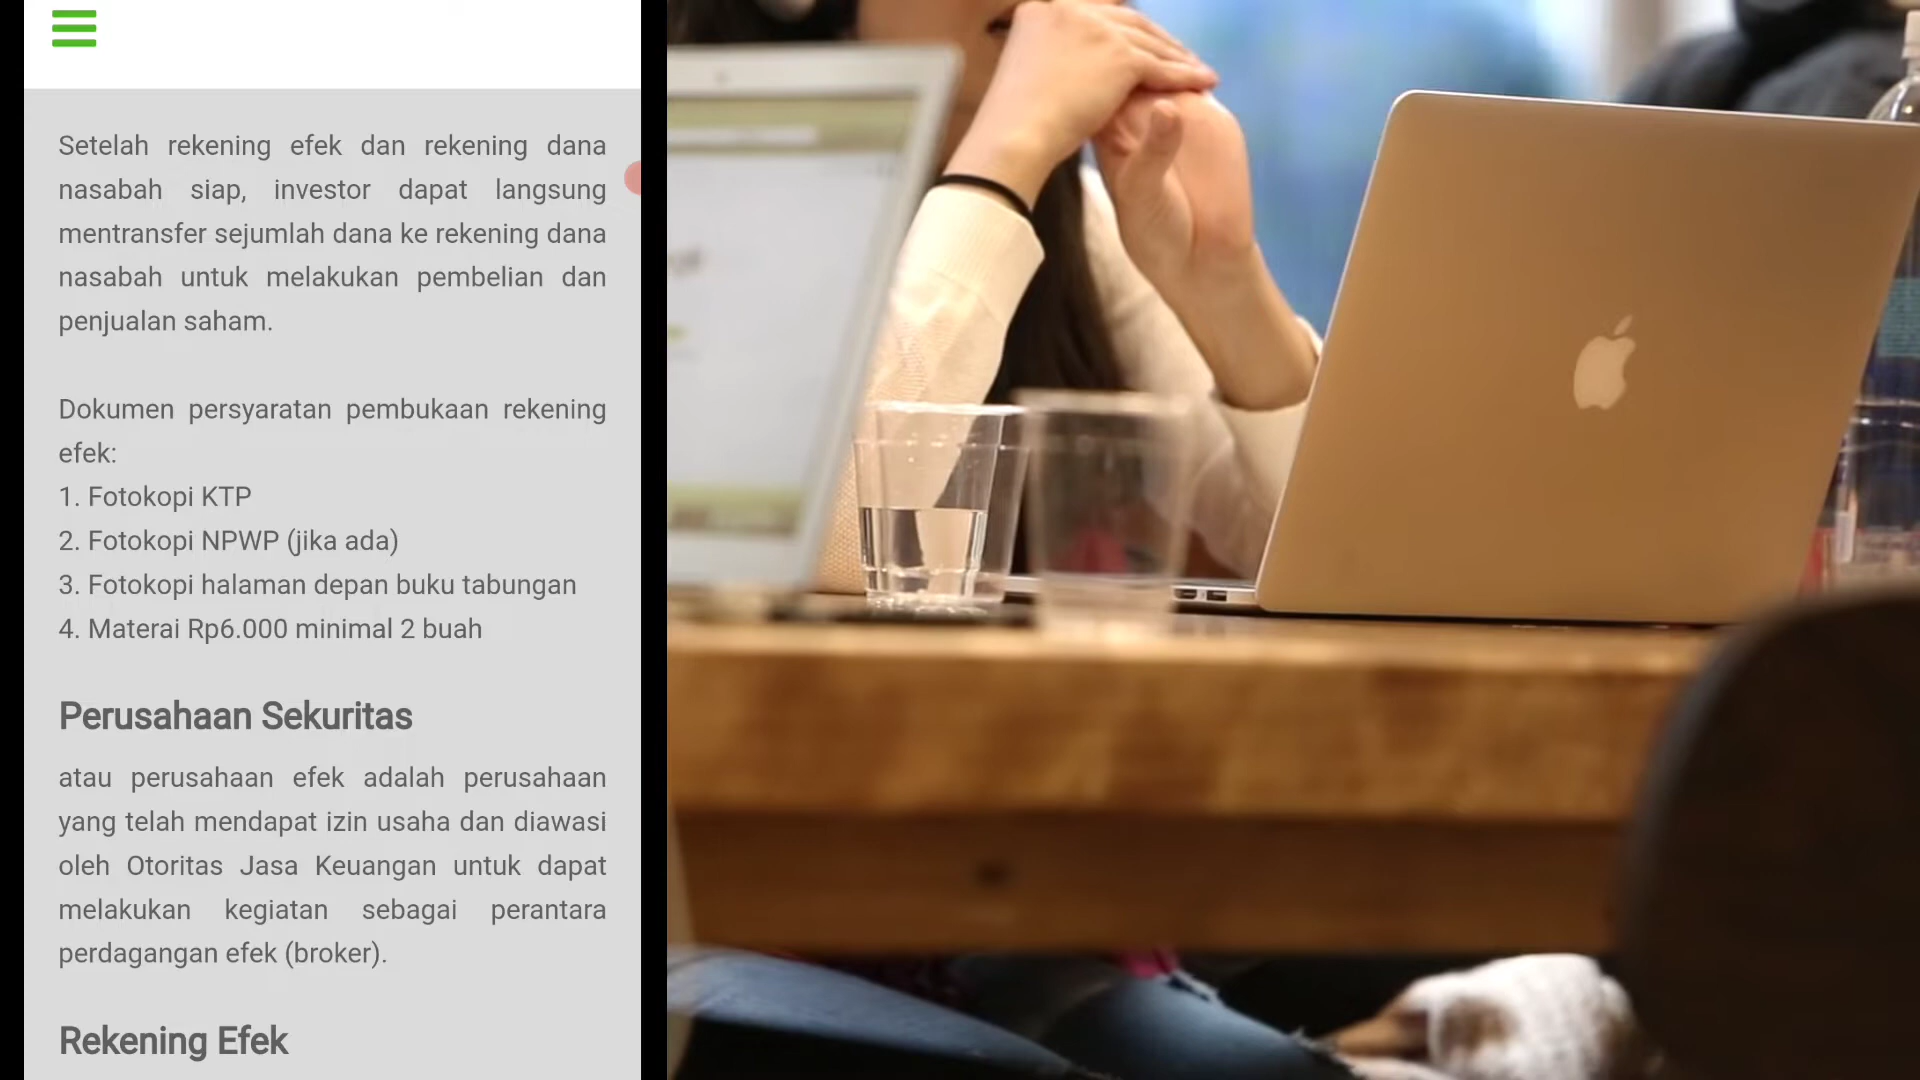 Setelah rekening efek dan rekening dana
nasabah siap, investor dapat langsung
mentransfer sejumlah dana ke rekening dana
nasabah untuk melakukan pembelian dan
penjualan saham.
Dokumen persyaratan pembukaan rekening
efek:
1. Fotokopi KTP
2. Fotokopi NPWP (jika ada)
3. Fotokopi halaman depan buku tabungan
4. Materai Rp6.000 minimal 2 buah
Perusahaan Sekuritas
atau perusahaan efek adalah perusahaan
yang telah mendapat izin usaha dan diawasi
oleh Otoritas Jasa Keuangan untuk dapat
melakukan kegiatan sebagai perantara
perdagangan efek (broker).
Rekening Efek